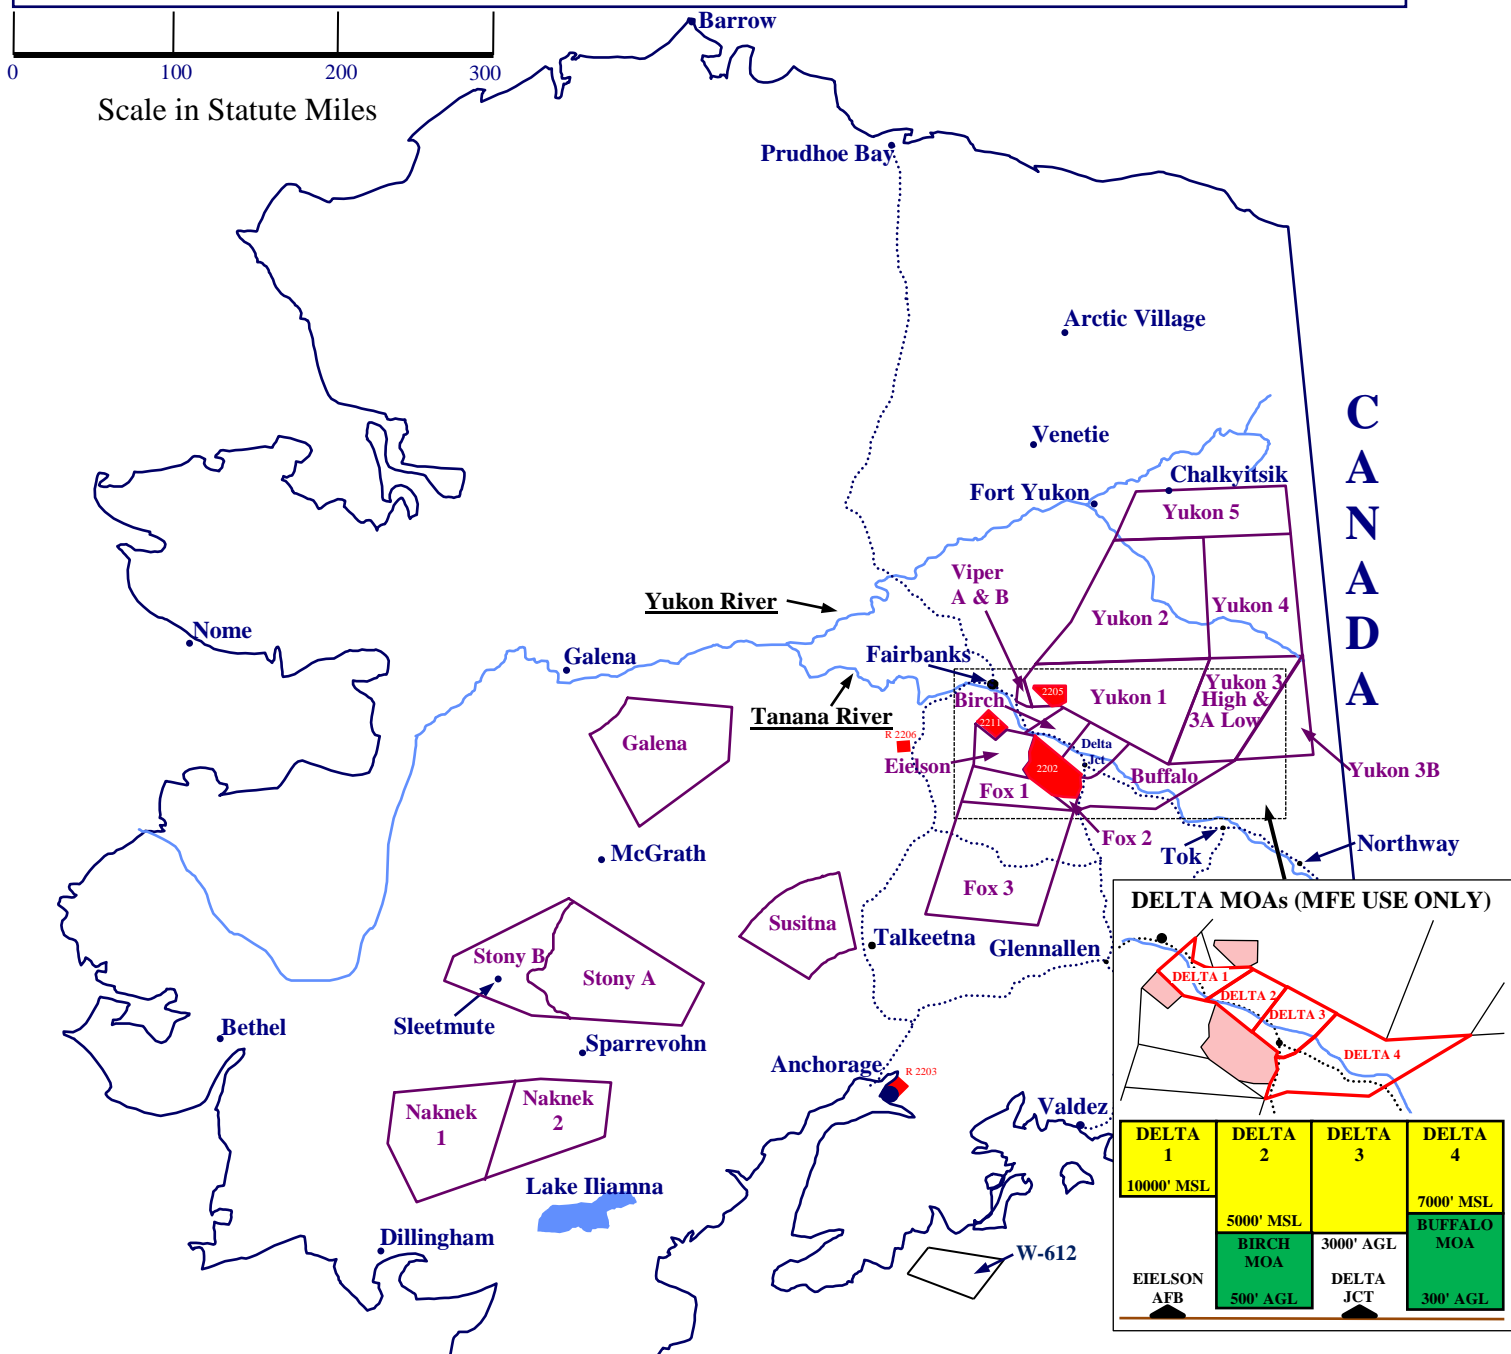 Barrow
0 100 200 300
Scale in Statute Miles
Prudhoe Bay
Arctic Village
C
A
N
A
D
A
Venetie
Chalkyitsik
Fort Yukon
Yukon 5
Viper
A & B
Yukon River
Yukon 2
Yukon 4
Nome
Galena
Fairbanks
Yukon 3
High &
3A Low
Birch
2205
Yukon 1
Tanana River
2211
R 2206
Galena
Delta
Jct
Eielson
2202
Buffalo
Yukon 3B
Fox 1
Fox 2
McGrath
Tok
Northway
Fox 3
DELTA MOAs (MFE USE ONLY)
Susitna
Talkeetna
Glennallen
Stony B
Stony A
DELTA 1
DELTA 2
DELTA 3
DELTA 4
Sleetmute
Bethel
Sparrevohn
Anchorage
R 2203
Naknek
1
Naknek
2
Valdez
DELTA
1
10000' MSL
DELTA
2
5000' MSL
DELTA
3
DELTA
4
7000' MSL
Lake Iliamna
BIRCH
MOA
500' AGL
3000' AGL
BUFFALO
MOA
300' AGL
Dillingham
W-612
EIELSON
AFB
DELTA
JCT